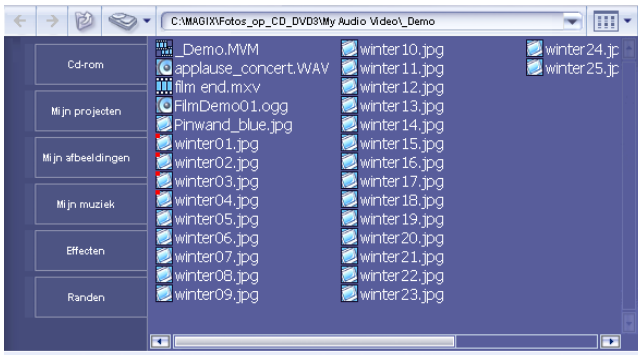 C:\MAGIX\Fotos_op_CD_DVD3\My Audio Video\_Demo
Cd-rom
Mijn projecten
Mijn afbeeldingen
Mijn muziek
Effecten
Randen
_Demo.MVM
applause_concert.WAV
film end.mxv
FilmDemo01.ogg
Pinwand_blue.jpg
winter01.jpg
winter02.jpg
winter03.jpg
winter04.jpg
winter05.jpg
winter06.jpg
winter07.jpg
winter08.jpg
winter09.jpg
winter10.jpg
winter11.jpg
winter12.jpg
winter13.jpg
winter14.jpg
winter15.jpg
winter16.jpg
winter17.jpg
winter18.jpg
winter19.jpg
winter20.jpg
winter21.jpg
winter22.jpg
winter23.jpg
winter24.jp
winter25.jp